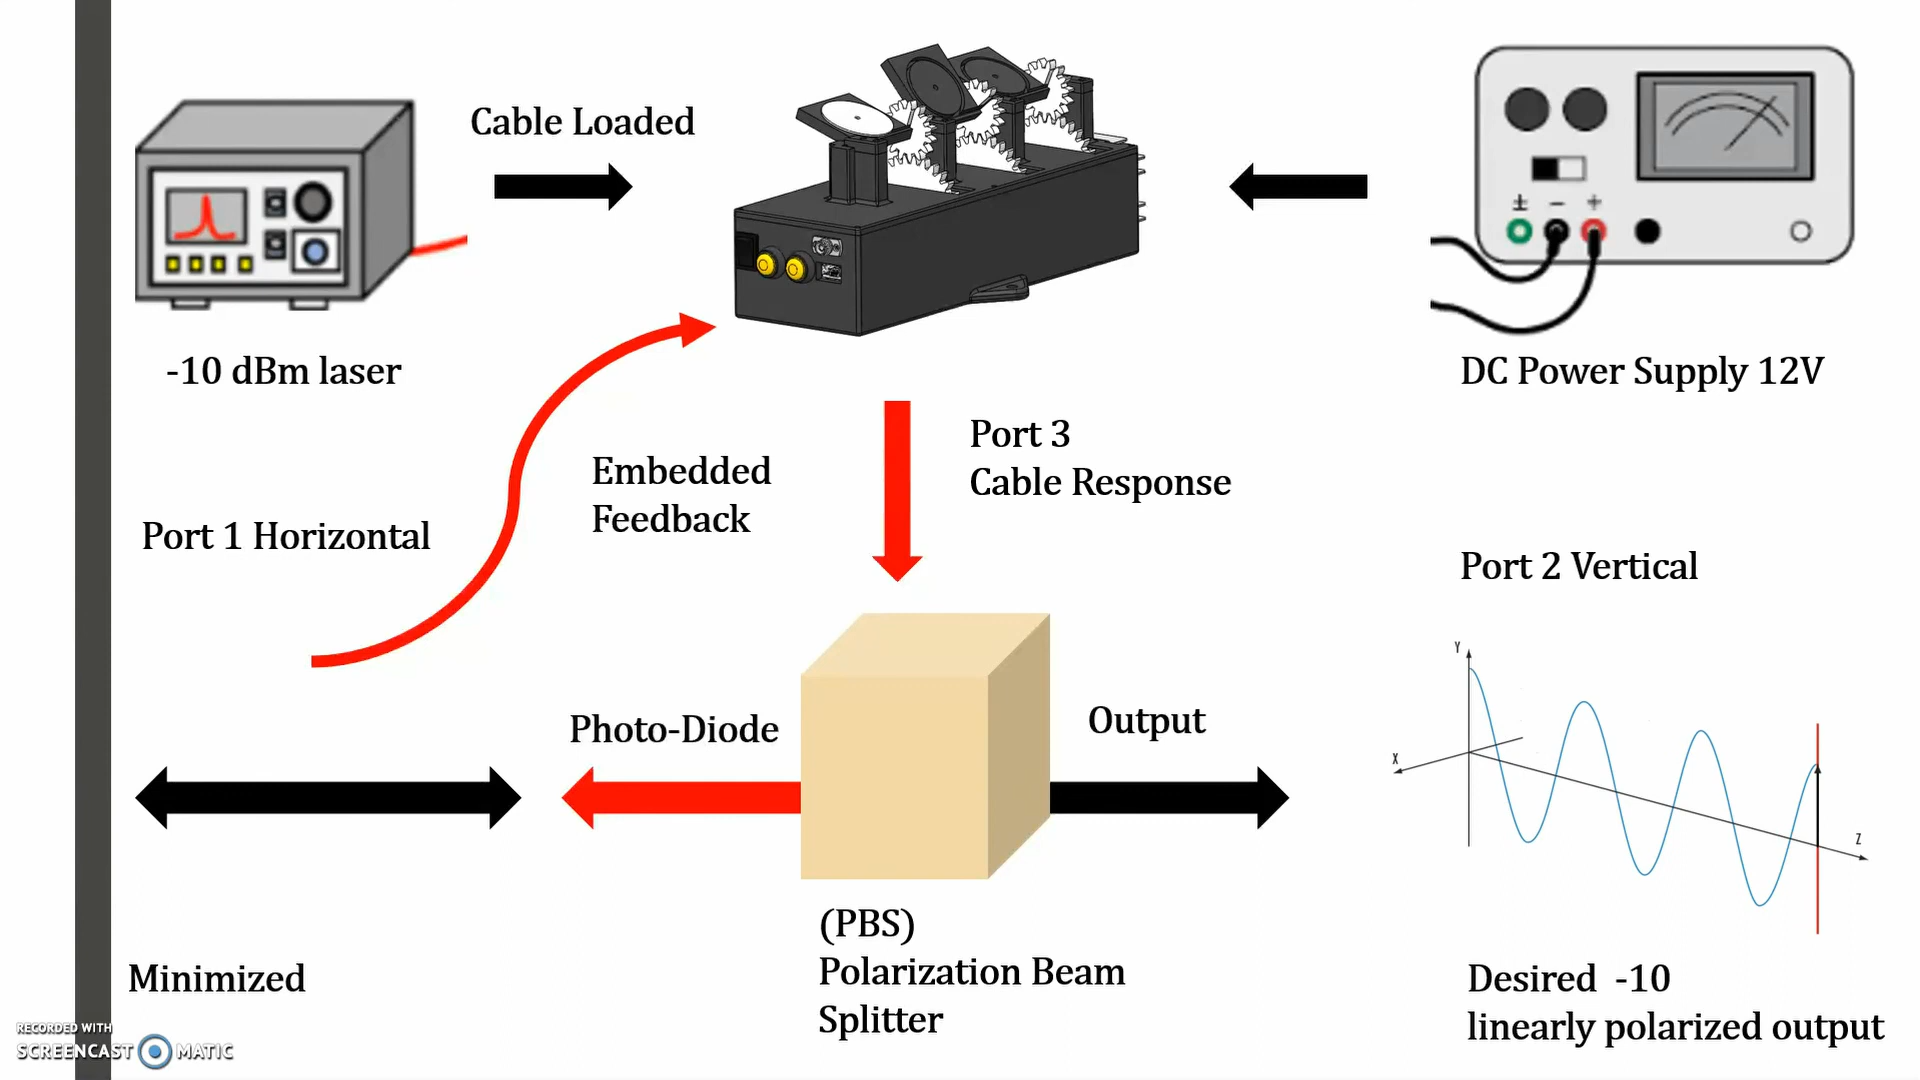 Cable Loaded
± − +
-10 dBm laser
DC Power Supply 12V
Port 3
Cable Response
Embedded
Feedback
Port 1 Horizontal
Port 2 Vertical
Y
X
Z
Photo-Diode
Output
(PBS)
Polarization Beam
Splitter
Minimized
Desired -10
linearly polarized output
RECORDED WITH
SCREENCAST MATIC